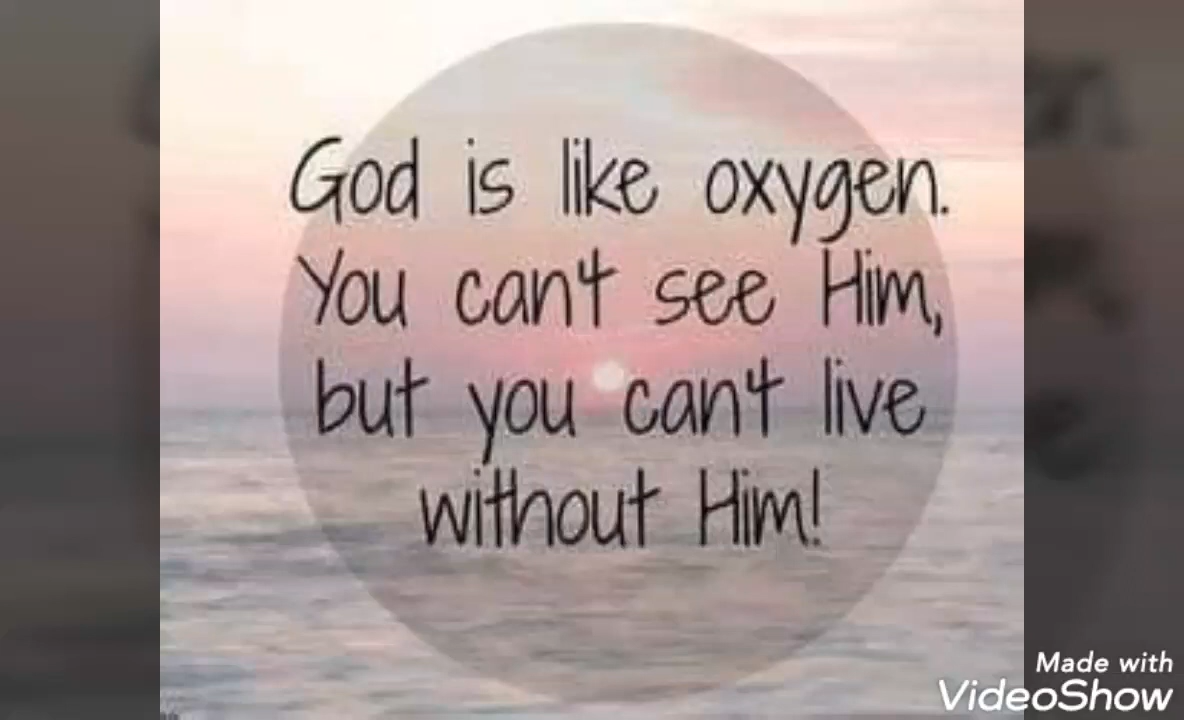 God is like oxygen.
You can't see Him,
but you can't live
without Him!
Made with
VideoShow